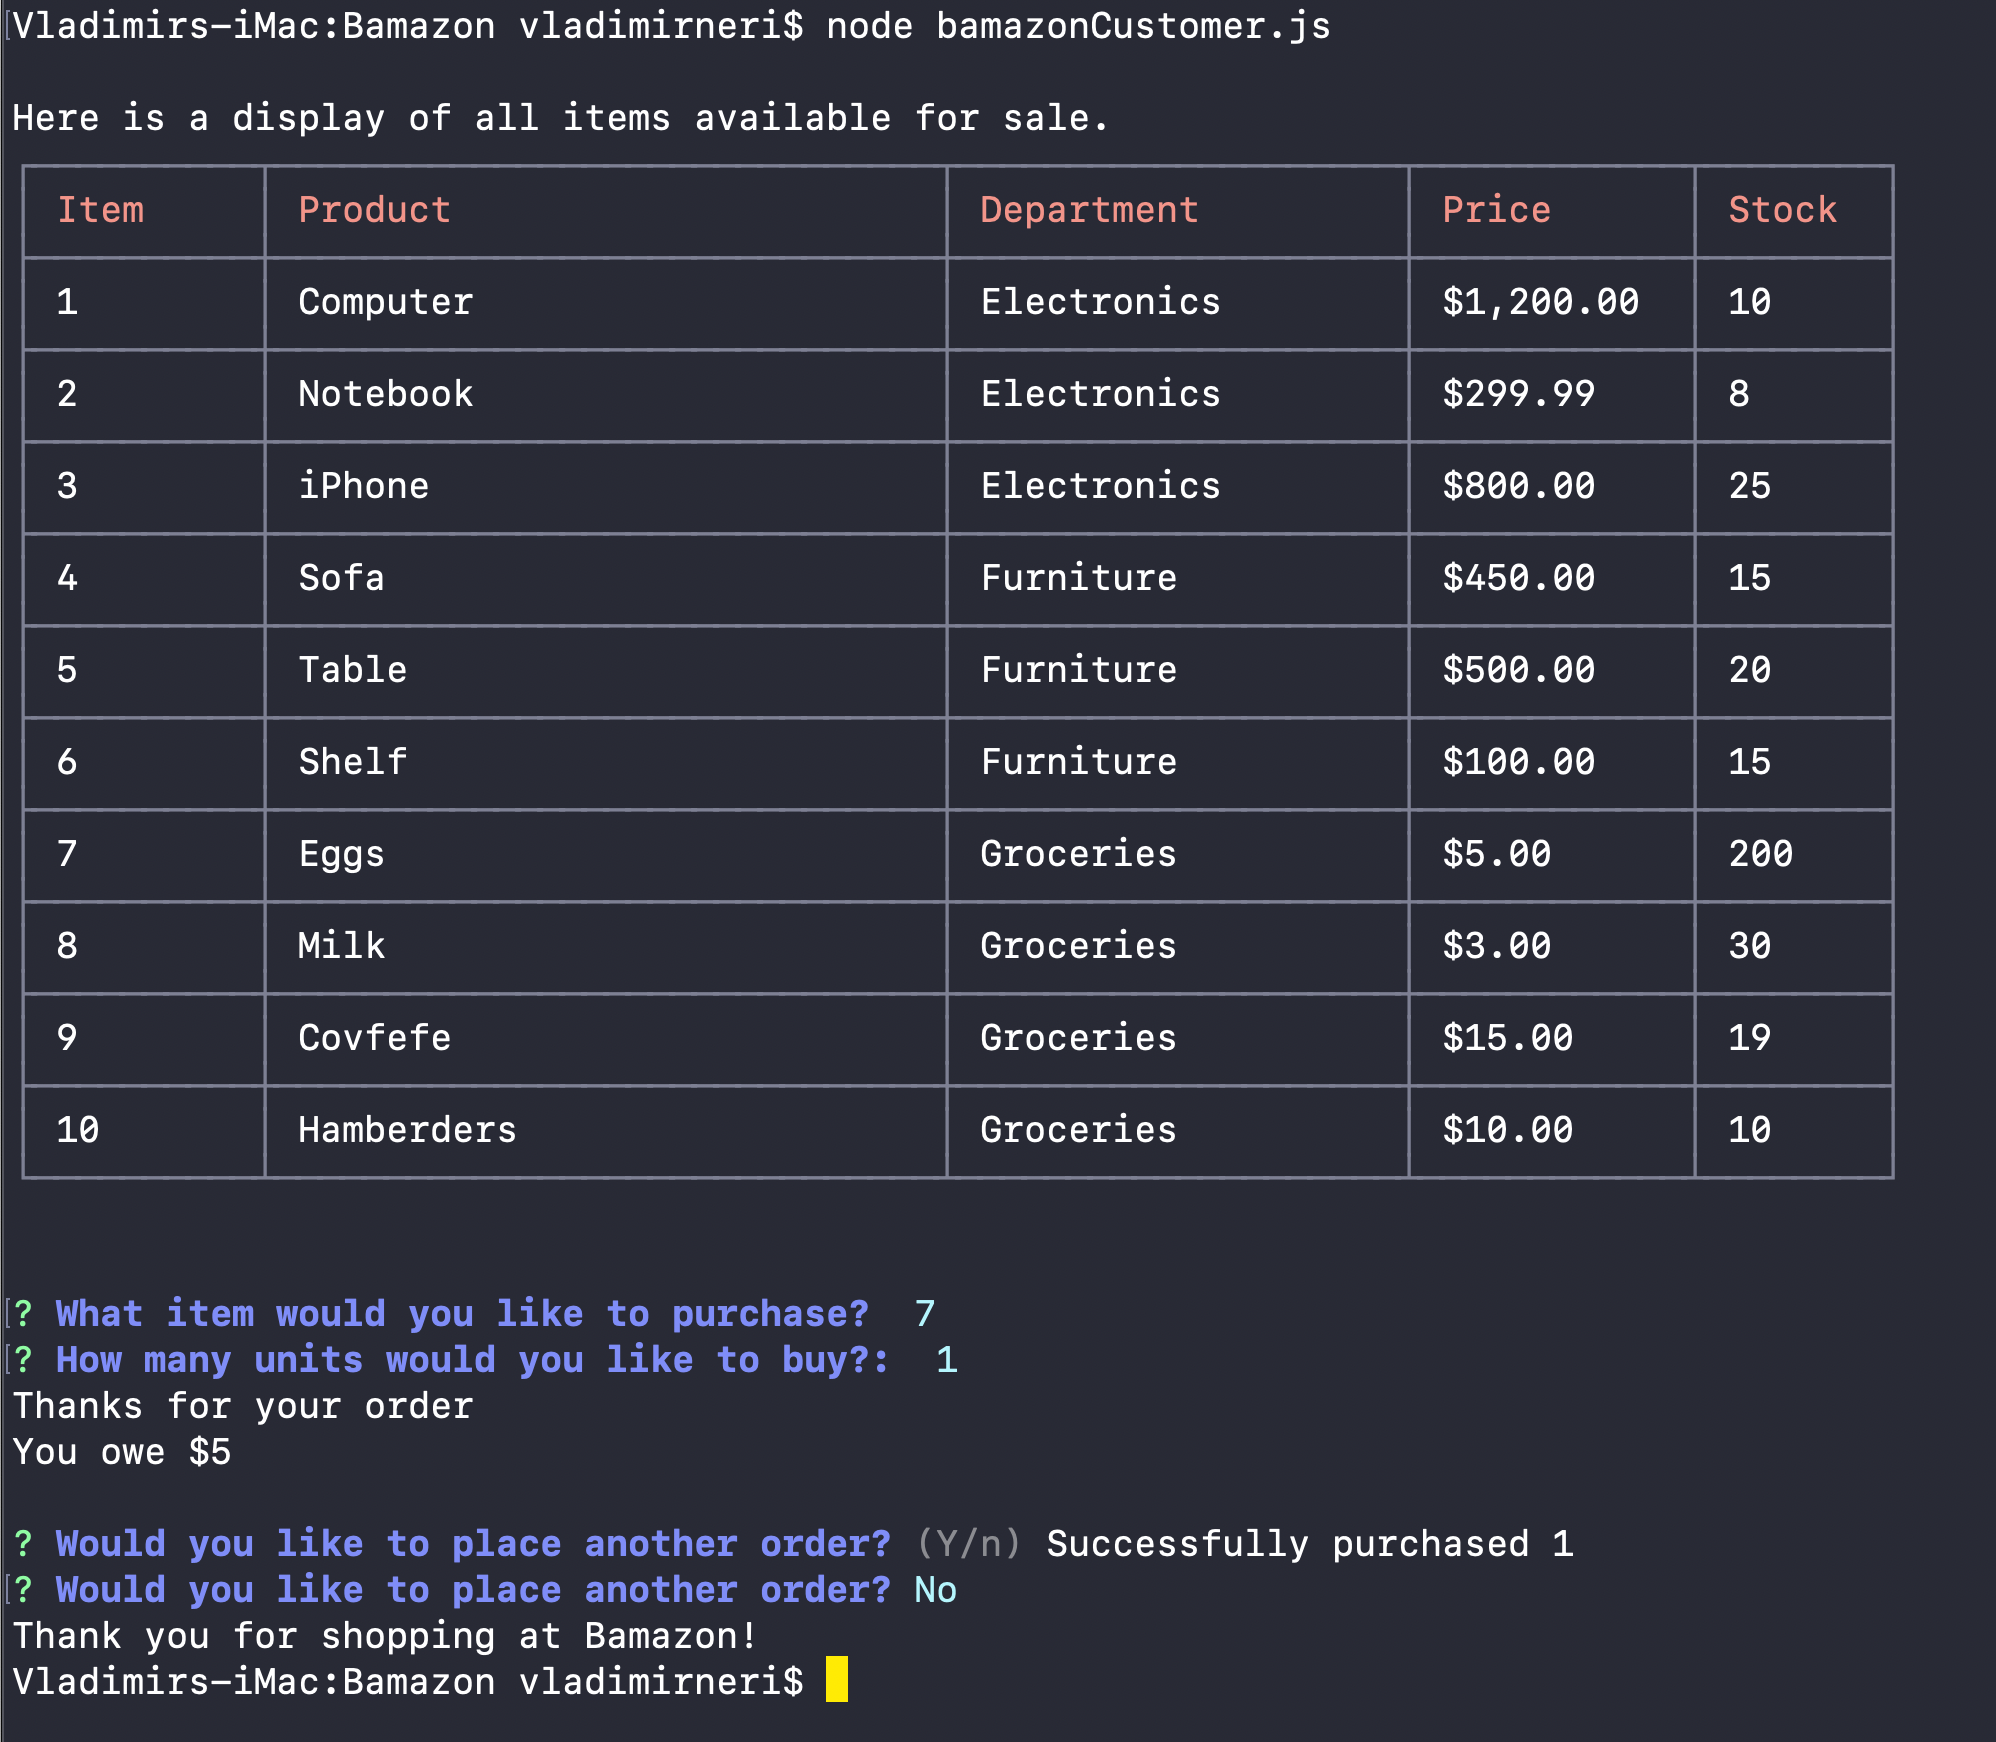 Vladimirs-iMac:Bamazon vladimirneri$ node bamazonCustomer.js
Here is a display of all items available for sale.
Item Product Department Price Stock
1 Computer Electronics $1,200.00 10
2 Notebook Electronics $299.99 8
3 iPhone Electronics $800.00 25
4 Sofa Furniture $450.00 15
5 Table Furniture $500.00 20
6 Shelf Furniture $100.00 15
7 Eggs Groceries $5.00 200
8 Milk Groceries $3.00 30
9 Covfefe Groceries $15.00 19
10 Hamberders Groceries $10.00 10
? What item would you like to purchase? 7
? How many units would you like to buy?: 1
Thanks for your order
You owe $5
? Would you like to place another order? (Y/n) Successfully purchased 1
? Would you like to place another order? No
Thank you for shopping at Bamazon!
Vladimirs-iMac:Bamazon vladimirneri$